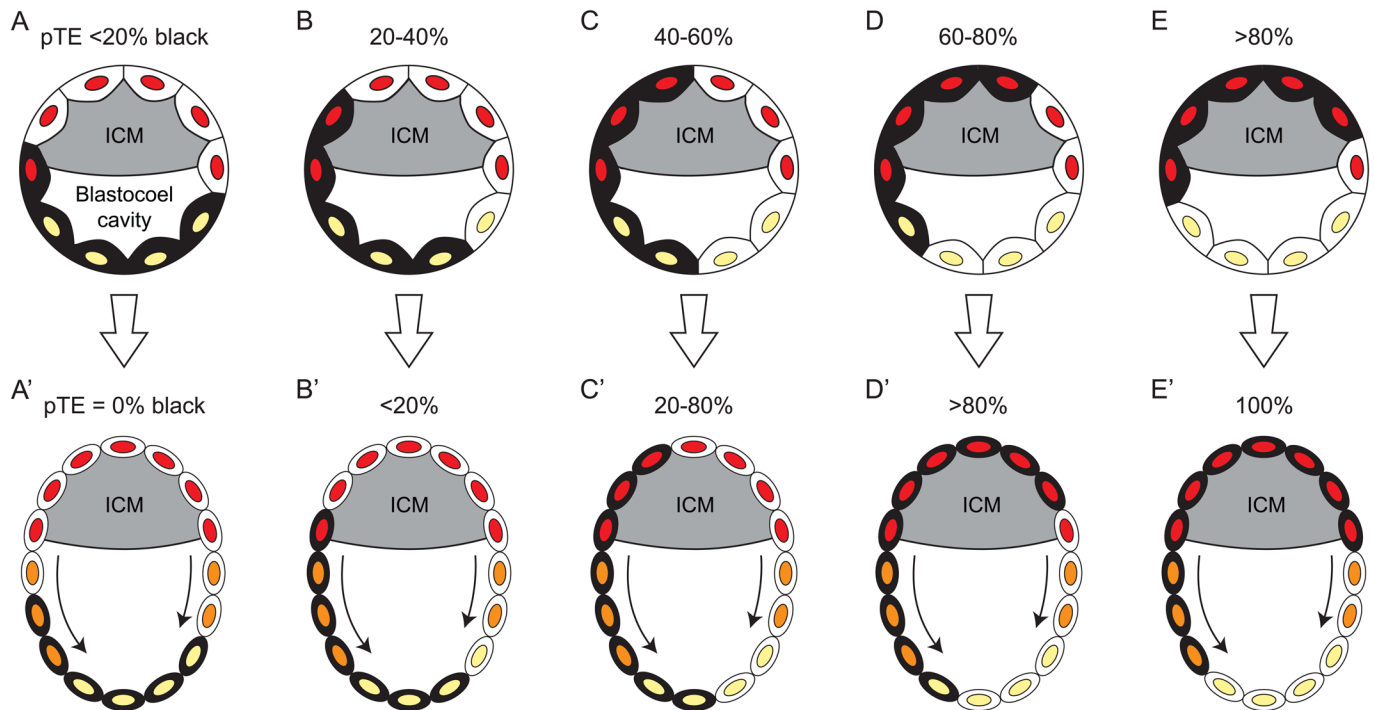 A
pTE <20% black
ICM
Blastocoel
cavity
B
20-40%
ICM
C
40-60%
ICM
D
60-80%
ICM
E
>80%
ICM
A’
pTE = 0% black
ICM
B’
<20%
ICM
C’
20-80%
ICM
D’
>80%
ICM
E’
100%
ICM